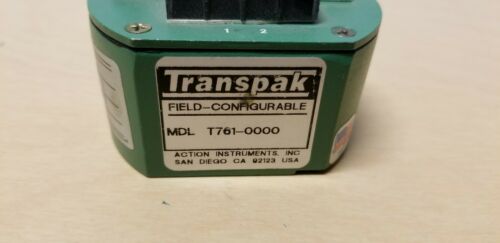 1 2
Transpak
FIELD-CONFIGURABLE
MDL T761-0000
ACTION INSTRUMENTS, INC
SAN DIEGO CA 92123 USA